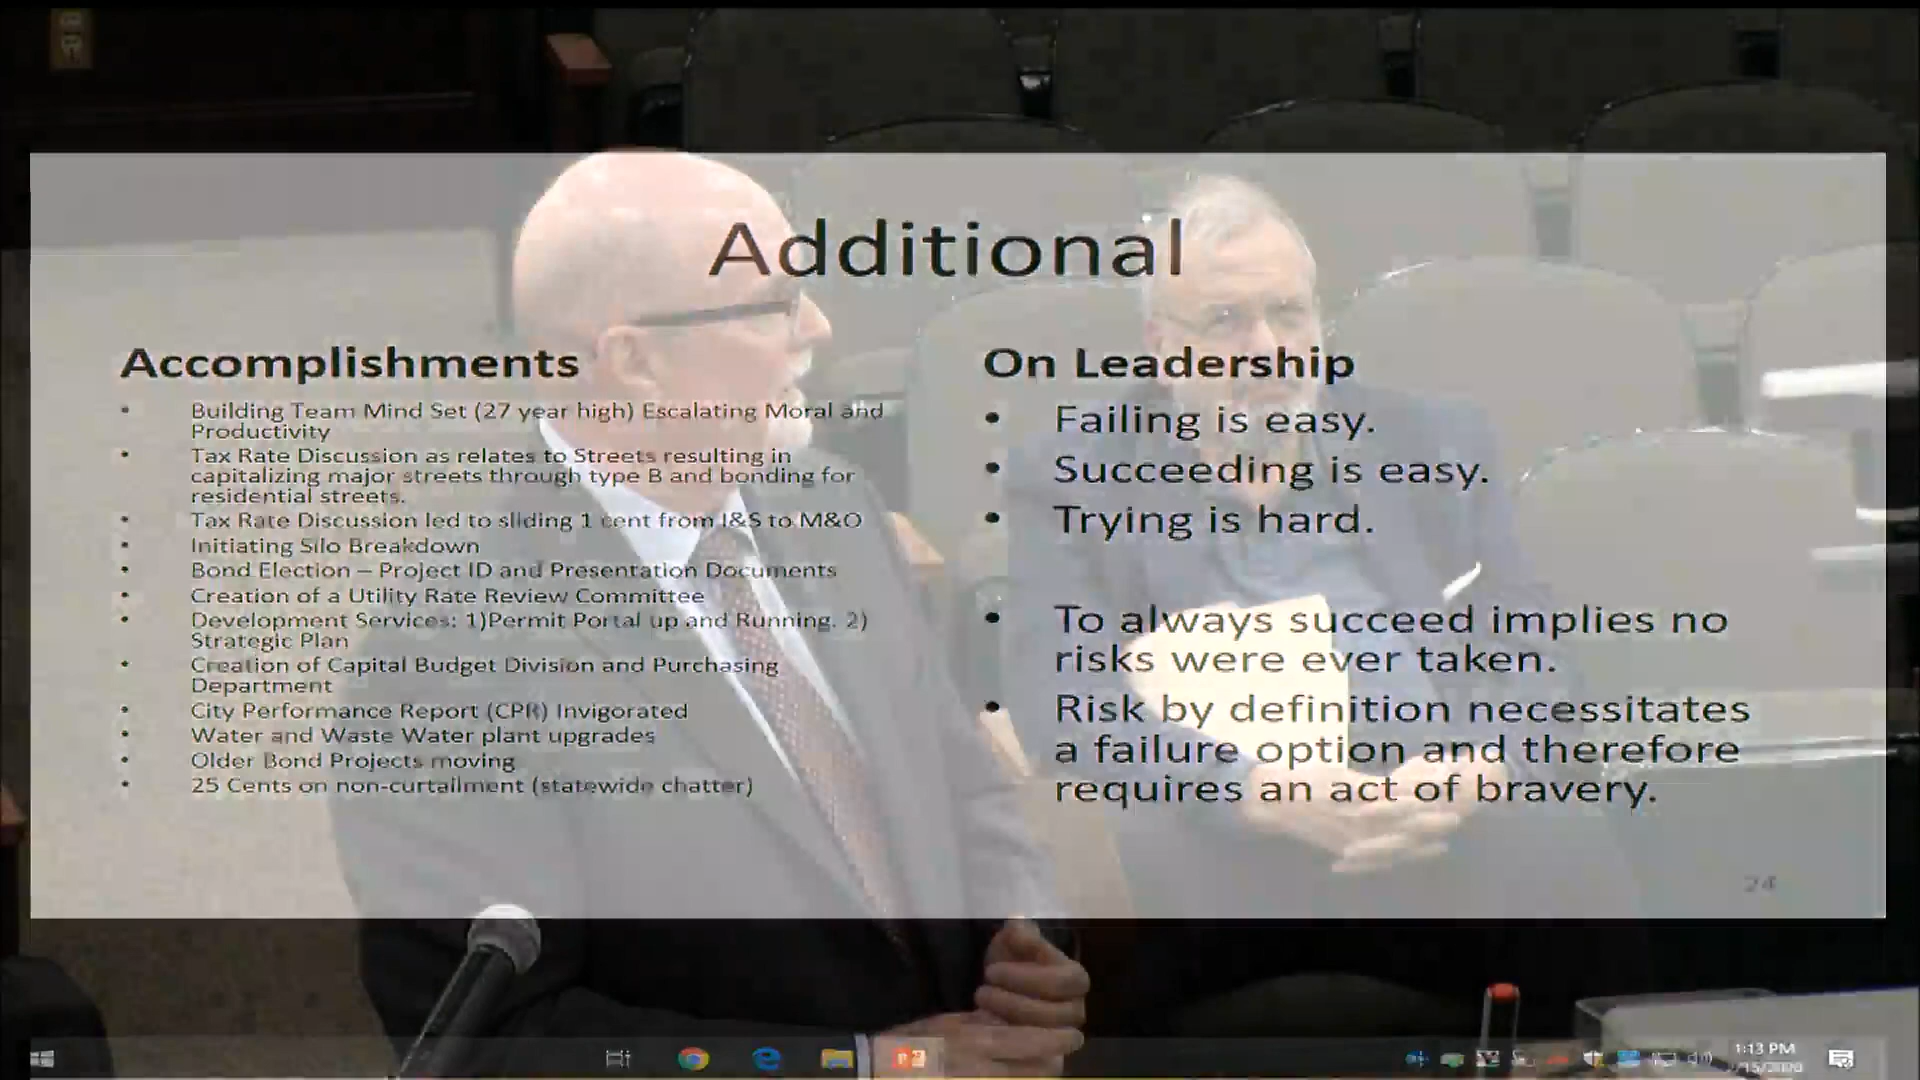 Additional
Accomplishments
• Building Team Mind Set (27 year high) Escalating Moral and
Productivity
• Tax Rate Discussion as relates to Streets resulting in
capitalizing major streets through type B and bonding for
residential streets.
• Tax Rate Discussion led to sliding 1 cent from I&S to M&O
• Initiating Silo Breakdown
• Bond Election – Project ID and Presentation Documents
• Creation of a Utility Rate Review Committee
• Development Services: 1)Permit Portal up and Running. 2)
Strategic Plan
• Creation of Capital Budget Division and Purchasing
Department
• City Performance Report (CPR) Invigorated
• Water and Waste Water plant upgrades
• Older Bond Projects moving
• 25 Cents on non-curtailment (statewide chatter)
On Leadership
• Failing is easy.
• Succeeding is easy.
• Trying is hard.
• To always succeed implies no
risks were ever taken.
• Risk by definition necessitates
a failure option and therefore
requires an act of bravery.
24
1:13 PM